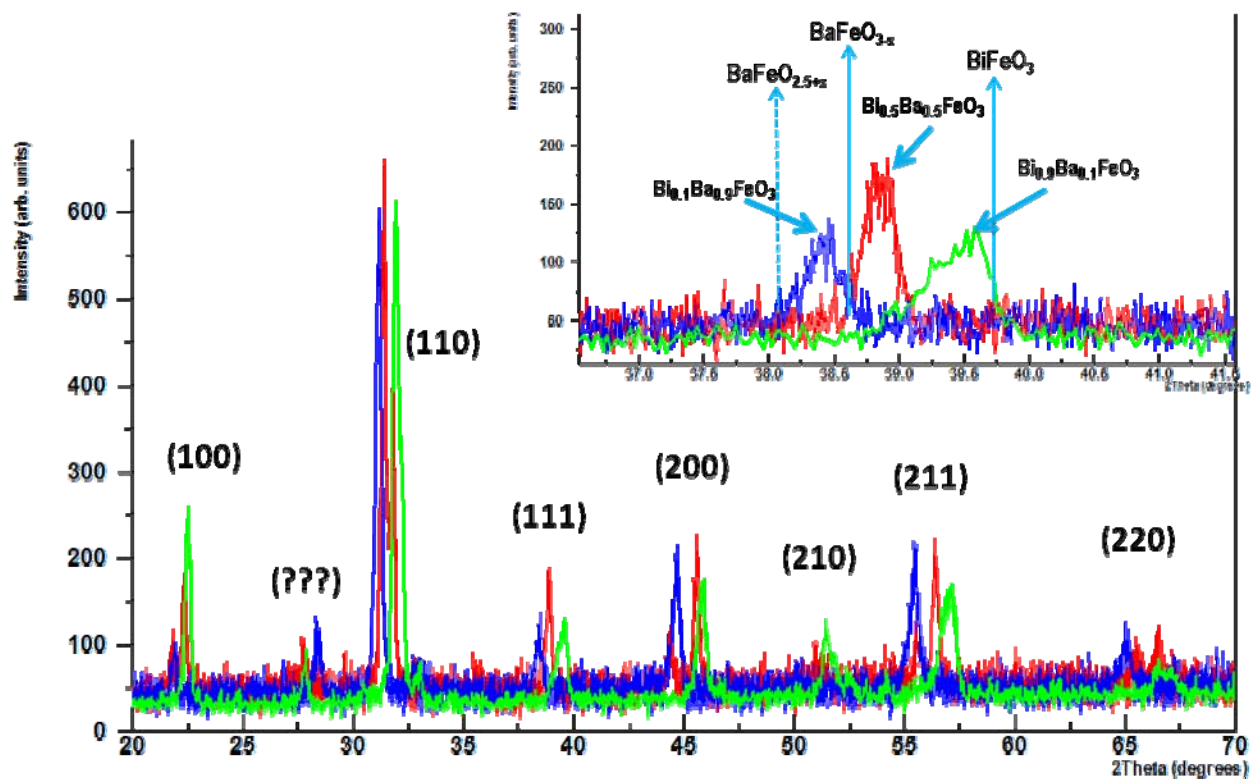 300
250
200
150
100
50
Intensity (arb. units)
BaFeO3-x
BaFeO2.5+x
BiFeO3
Bi0.5Ba0.5FeO3
Bi0.1Ba0.9FeO3
Bi0.9Ba0.1FeO3
37.0 37.5 38.0 38.5 39.0 39.5 40.0 40.5 41.0 41.5
2Theta (degrees)
Intensity (arb. units)
600
500
400
300
200
100
0
(100)
(???)
(110)
(111)
(200)
(210)
(211)
(220)
20 25 30 35 40 45 50 55 60 65 70
2Theta (degrees)